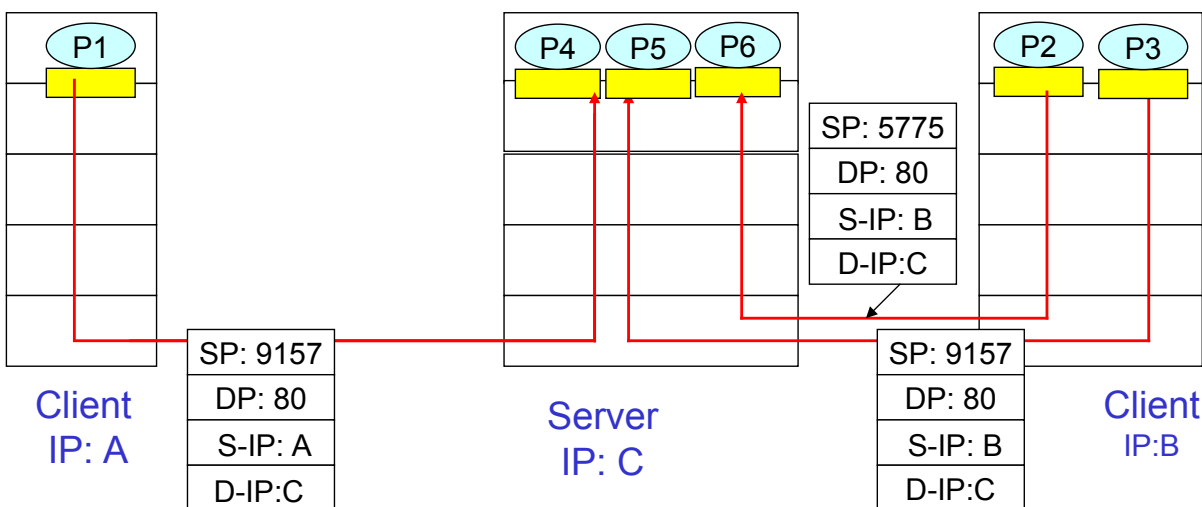 P1
P4
P5
P6
P2
P3
SP: 5775
DP: 80
S-IP: B
D-IP:C
SP: 9157
DP: 80
S-IP: A
D-IP:C
SP: 9157
DP: 80
S-IP: B
D-IP:C
Client
IP: A
Server
IP: C
Client
IP:B